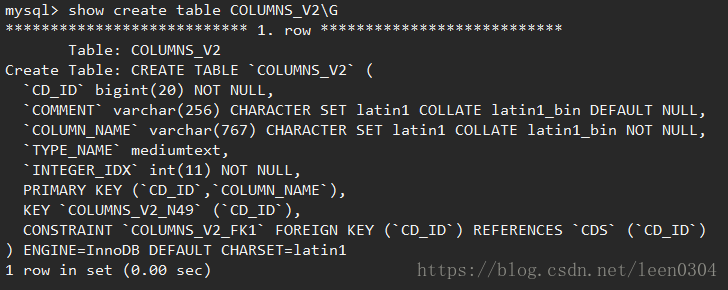 mysql> show create table COLUMNS_V2\G
*************************** 1. row ***************************
       Table: COLUMNS_V2
Create Table: CREATE TABLE `COLUMNS_V2` (
  `CD_ID` bigint(20) NOT NULL,
  `COMMENT` varchar(256) CHARACTER SET latin1 COLLATE latin1_bin DEFAULT NULL,
  `COLUMN_NAME` varchar(767) CHARACTER SET latin1 COLLATE latin1_bin NOT NULL,
  `TYPE_NAME` mediumtext,
  `INTEGER_IDX` int(11) NOT NULL,
  PRIMARY KEY (`CD_ID`,`COLUMN_NAME`),
  KEY `COLUMNS_V2_N49` (`CD_ID`),
  CONSTRAINT `COLUMNS_V2_FK1` FOREIGN KEY (`CD_ID`) REFERENCES `CDS` (`CD_ID`)
) ENGINE=InnoDB DEFAULT CHARSET=latin1
1 row in set (0.00 sec)
https://blog.csdn.net/leen0304